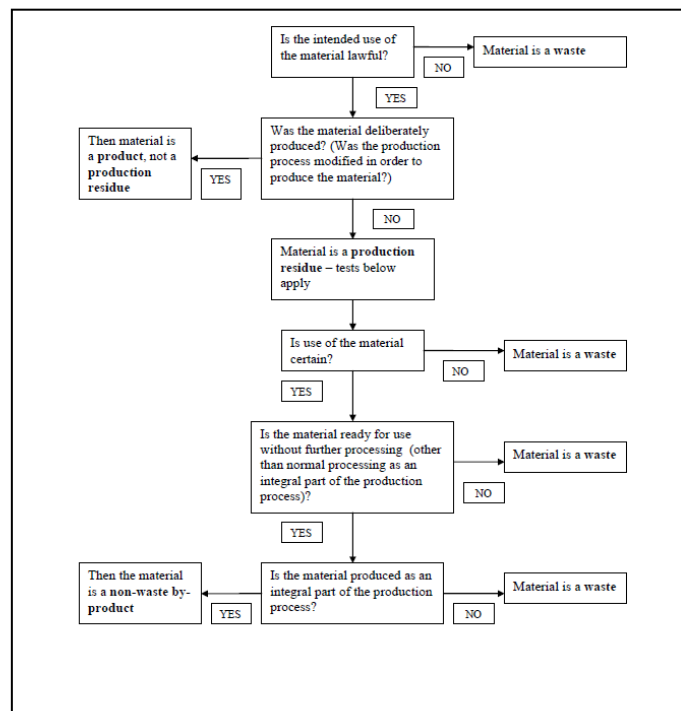 Is the intended use of
the material lawful?
Material is a waste
NO
YES
Was the material deliberately
produced? (Was the production
process modified in order to
produce the material?)
Then material is
a product, not a
production
residue
YES
NO
Material is a production
residue – tests below
apply
Is use of the material
certain?
Material is a waste
NO
YES
Is the material ready for use
without further processing (other
than normal processing as an
integral part of the production
process)?
Material is a waste
NO
YES
Then the material
is a non-waste by-
product
Is the material produced as an
integral part of the production
process?
Material is a waste
YES
NO